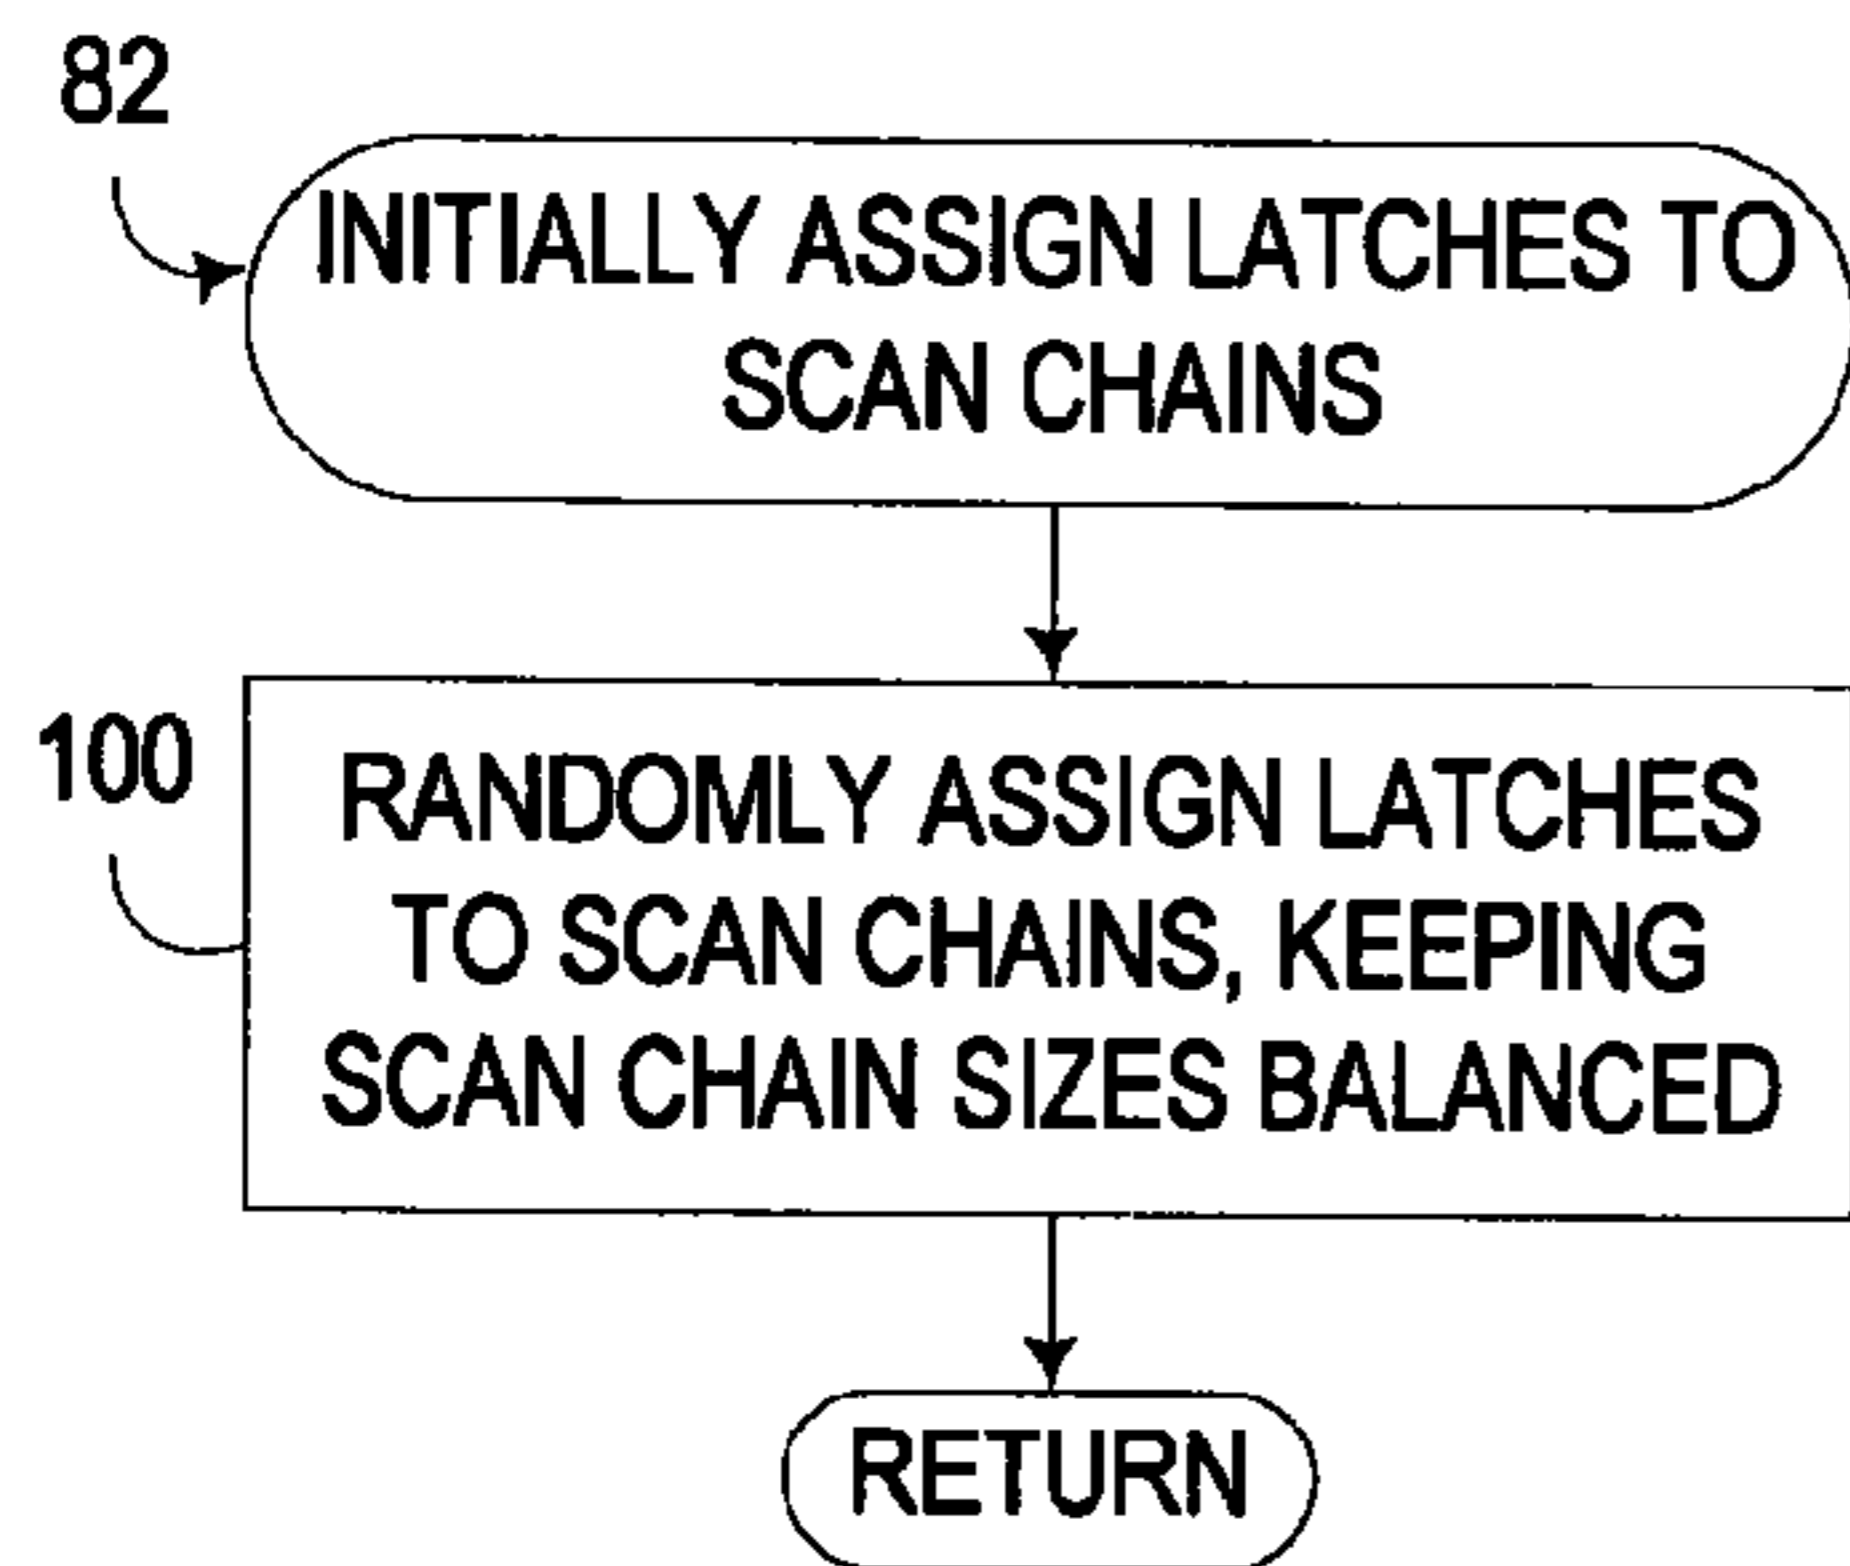 82
INITIALLY ASSIGN LATCHES TO
SCAN CHAINS
100
RANDOMLY ASSIGN LATCHES
TO SCAN CHAINS, KEEPING
SCAN CHAIN SIZES BALANCED
RETURN